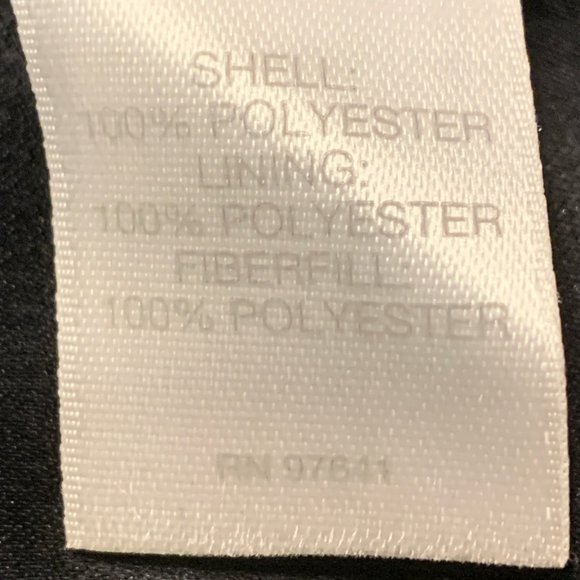 SHELL:
100% POLYESTER
LINING:
100% POLYESTER
FIBERFILL:
100% POLYESTER
RN 97641